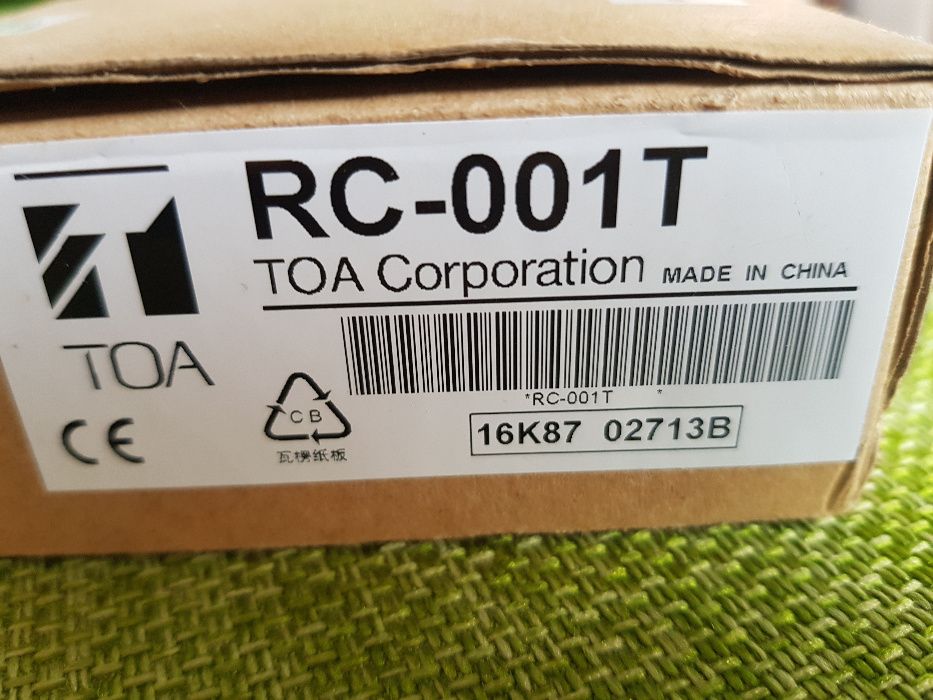 RC-001T
TOA Corporation MADE IN CHINA
TOA
*RC-001T *
CE
CB
16K87 02713B
瓦楞纸板